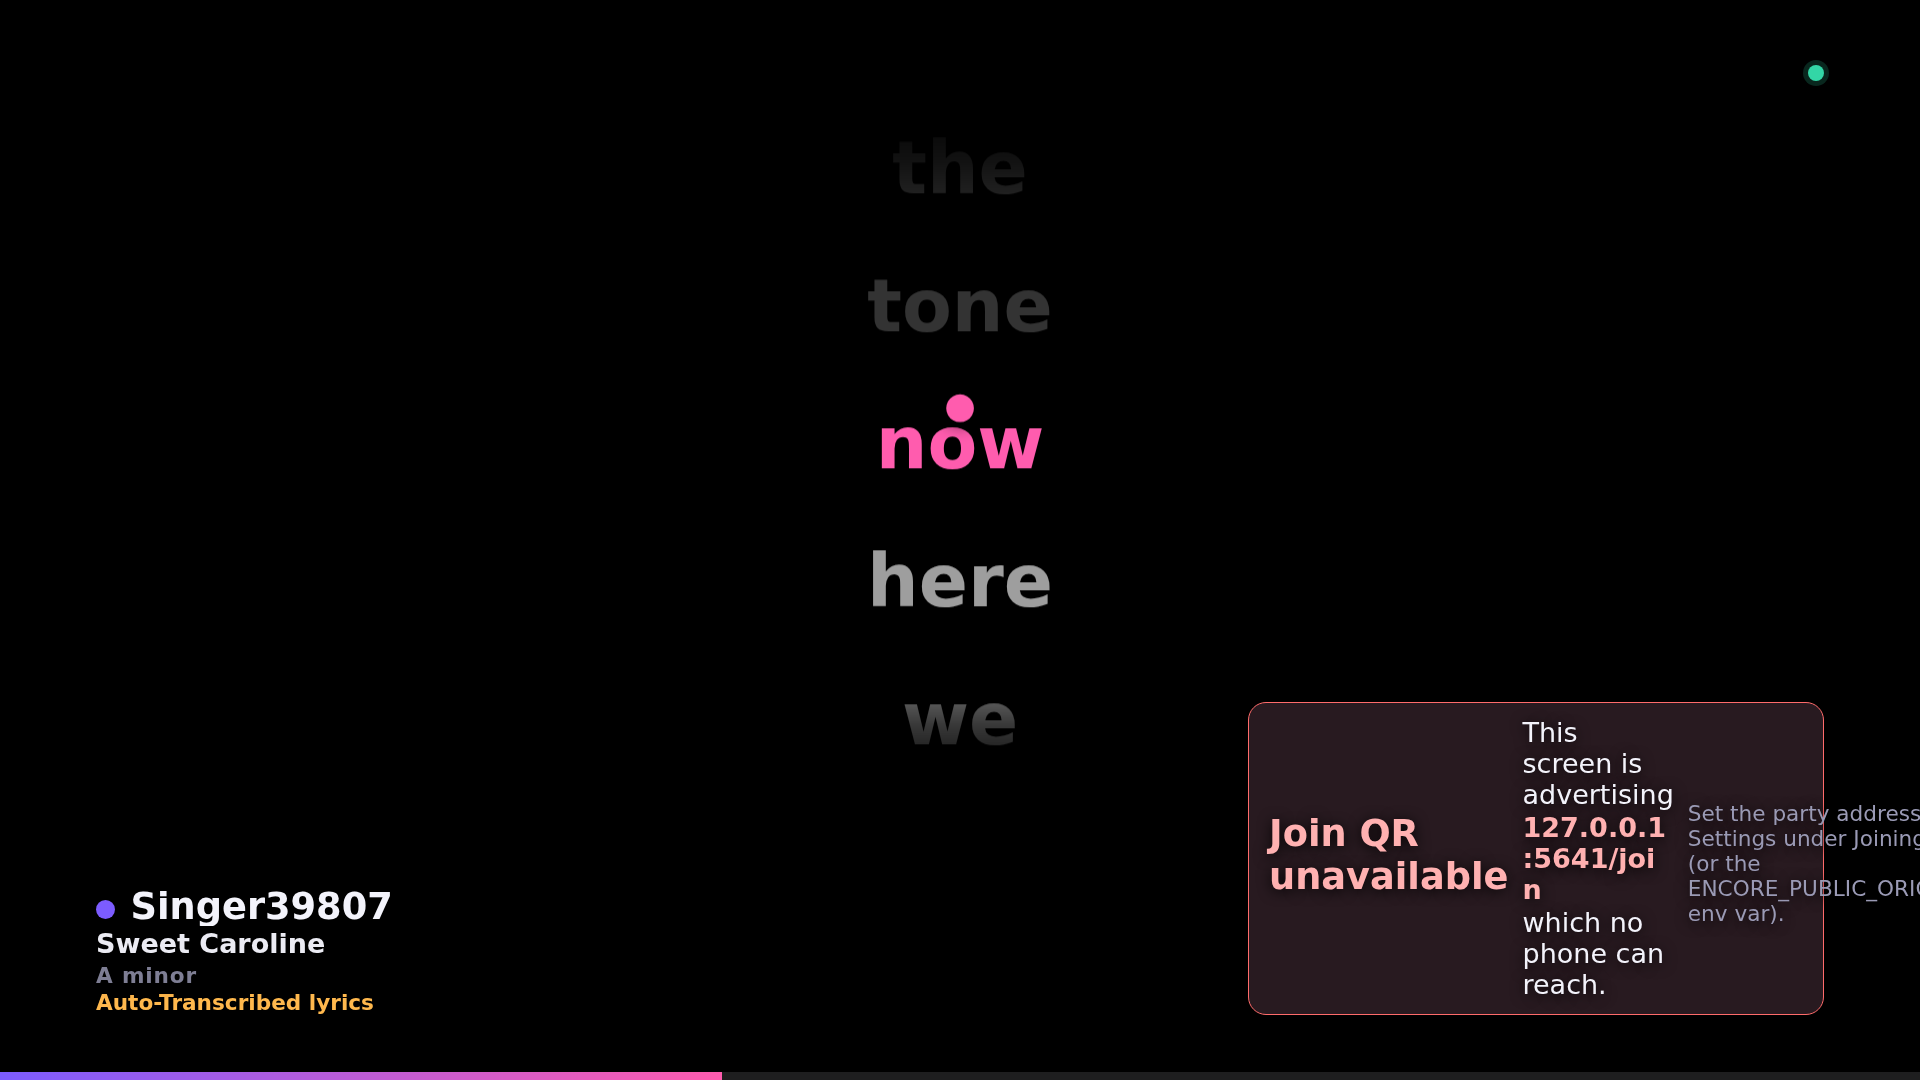 the
tone
now
here
we
Join QR
unavailable
This
screen is
advertising
127.0.0.1
:5641/joi
n
which no
phone can
reach.
Set the party address
Settings under Joining
(or the
ENCORE_PUBLIC_ORIG
env var).
Singer39807
Sweet Caroline
A minor
Auto-Transcribed lyrics